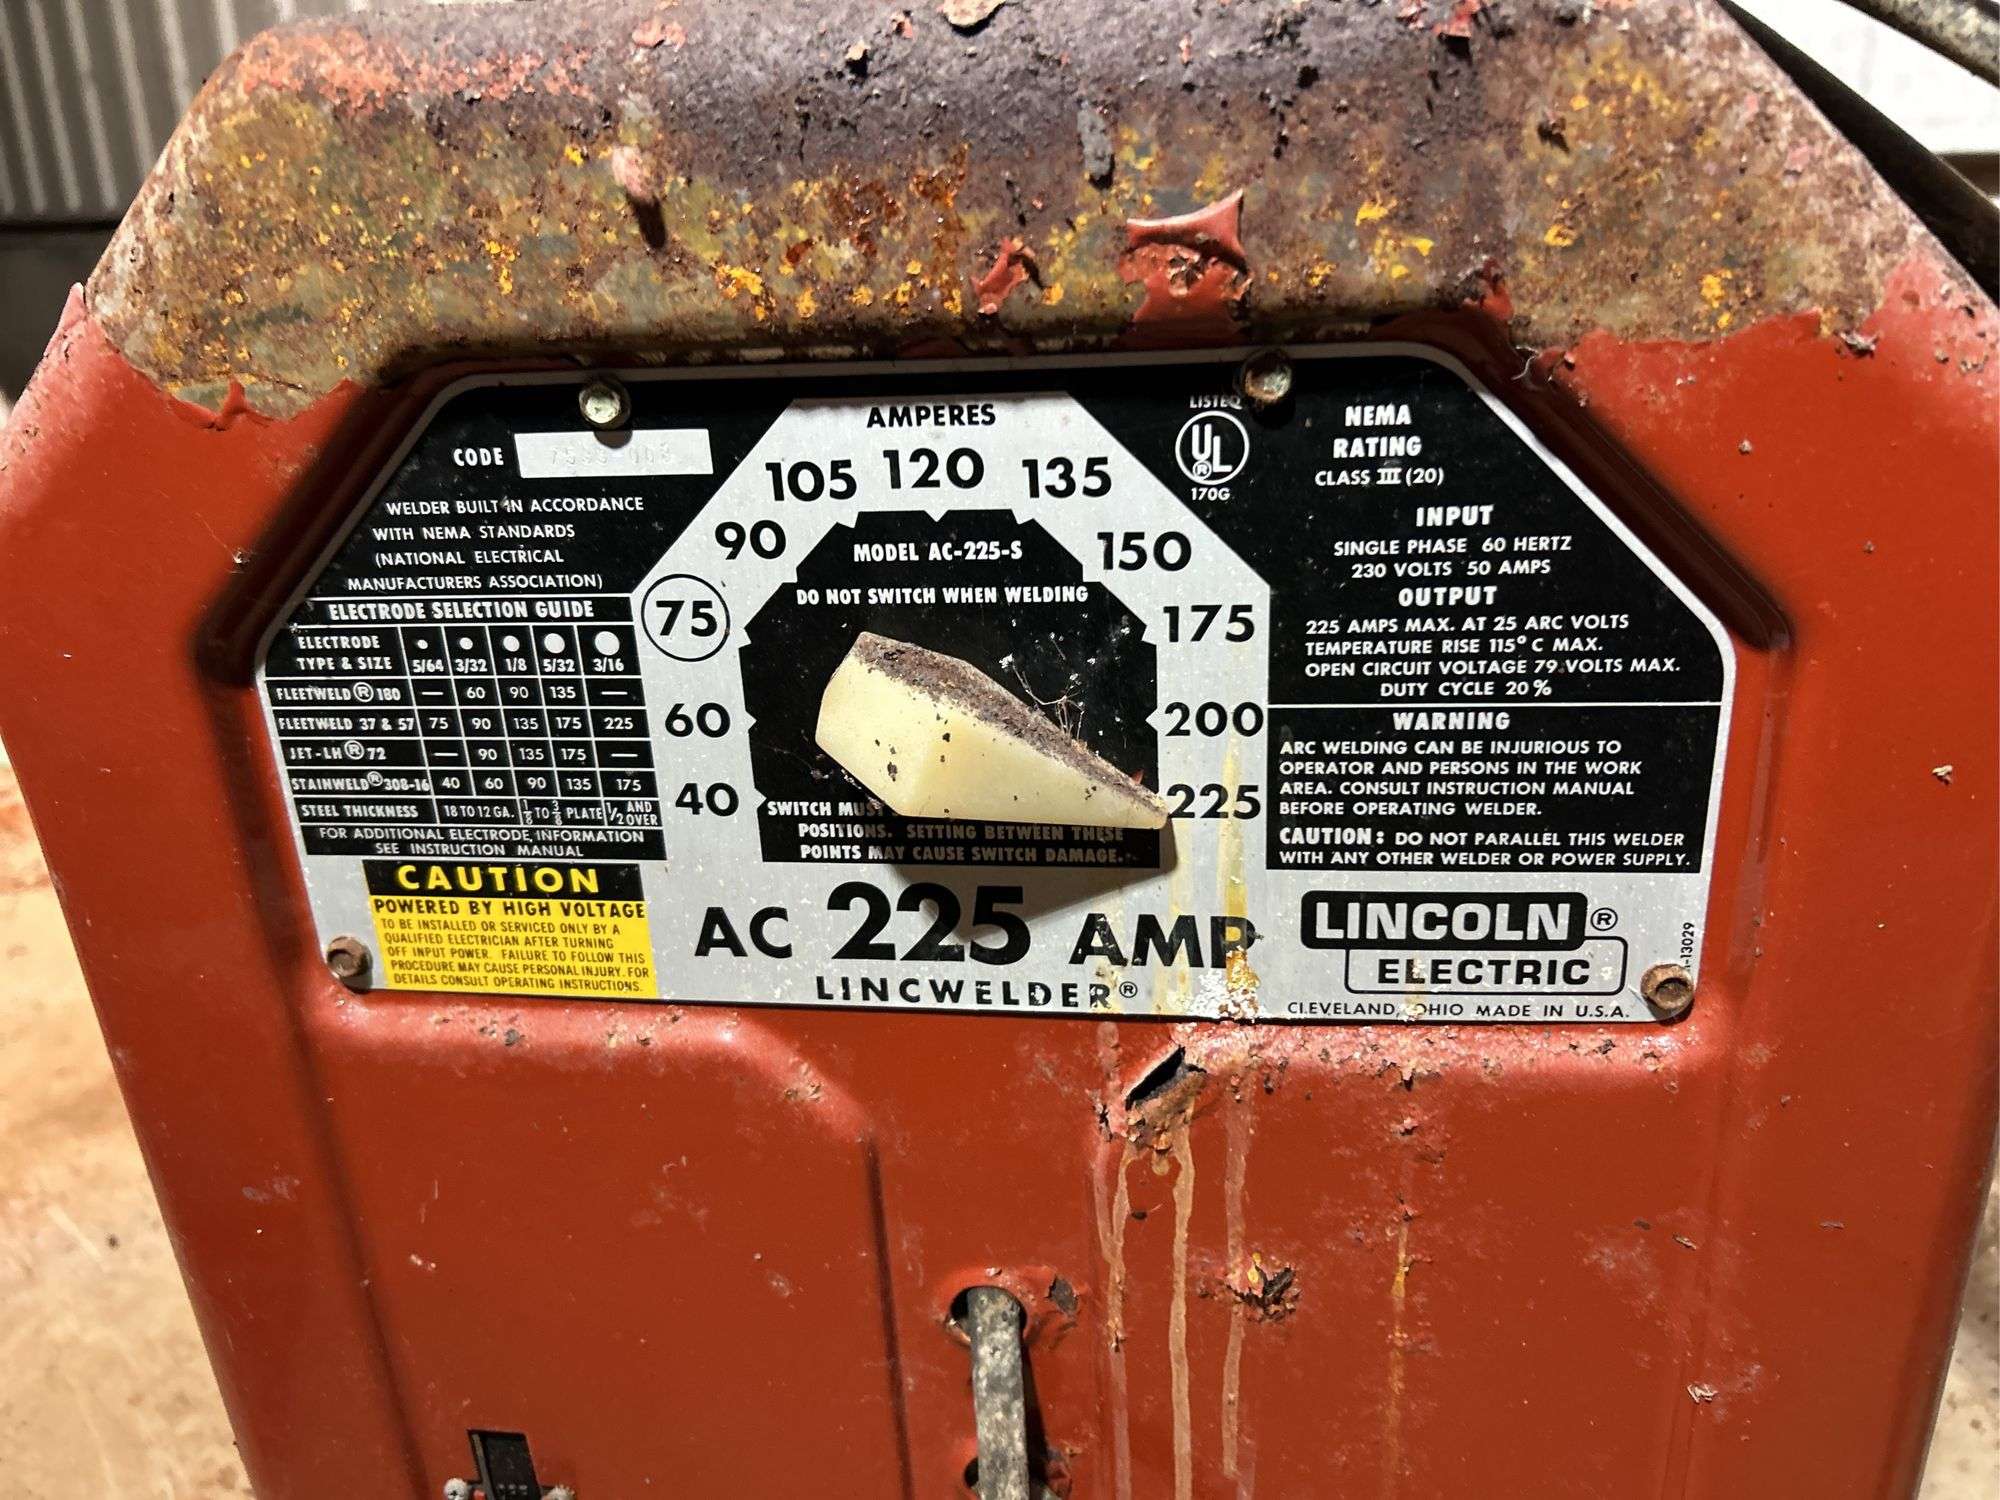 CODE
WELDER BUILT IN ACCORDANCE
WITH NEMA STANDARDS
(NATIONAL ELECTRICAL
MANUFACTURERS ASSOCIATION)
ELECTRODE SELECTION GUIDE
ELECTRODE
TYPE & SIZE 5/64 3/32 1/8 5/32 3/16
FLEETWELD ® 180 — 60 90 135 —
FLEETWELD 37 & 57 75 90 135 175 225
JET-LH ® 72 — 90 135 175 —
STAINWELD ® 308-16 40 60 90 135 175
STEEL THICKNESS 18 TO 12 GA. 1/8 TO 3/8 PLATE 1/2 AND OVER
FOR ADDITIONAL ELECTRODE INFORMATION
SEE INSTRUCTION MANUAL
CAUTION
POWERED BY HIGH VOLTAGE
TO BE INSTALLED OR SERVICED ONLY BY A
QUALIFIED ELECTRICIAN AFTER TURNING
OFF INPUT POWER. FAILURE TO FOLLOW THIS
PROCEDURE MAY CAUSE PERSONAL INJURY. FOR
DETAILS CONSULT OPERATING INSTRUCTIONS.
AMPERES
40
60
75
90
105
120
135
150
175
200
225
MODEL AC-225-S
DO NOT SWITCH WHEN WELDING
SWITCH
POSITIONS. SETTING BETWEEN THESE
POINTS MAY CAUSE SWITCH DAMAGE.
AC 225 AMP
LINCWELDER®
LISTED
UL ®
170G
NEMA
RATING
CLASS III (20)
INPUT
SINGLE PHASE 60 HERTZ
230 VOLTS 50 AMPS
OUTPUT
225 AMPS MAX. AT 25 ARC VOLTS
TEMPERATURE RISE 115° C MAX.
OPEN CIRCUIT VOLTAGE 79 VOLTS MAX.
DUTY CYCLE 20%
WARNING
ARC WELDING CAN BE INJURIOUS TO
OPERATOR AND PERSONS IN THE WORK
AREA. CONSULT INSTRUCTION MANUAL
BEFORE OPERATING WELDER.
CAUTION: DO NOT PARALLEL THIS WELDER
WITH ANY OTHER WELDER OR POWER SUPPLY.
LINCOLN ®
ELECTRIC
CLEVELAND, OHIO MADE IN U.S.A.